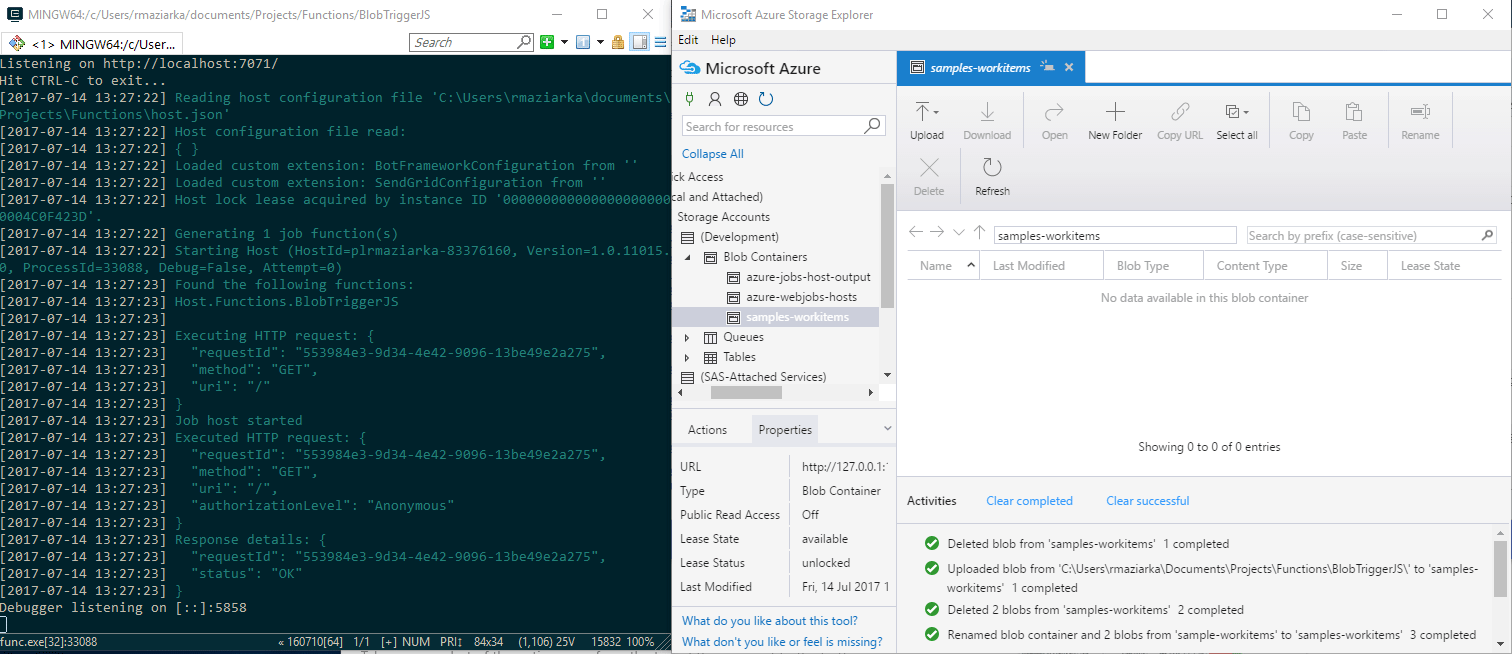 MINGW64:/c/Users/rmaziarka/documents/Projects/Functions/BlobTriggerJS
<1> MINGW64:/c/User...
Search
Listening on http://localhost:7071/
Hit CTRL-C to exit...
[2017-07-14 13:27:22] Reading host configuration file 'C:\Users\rmaziarka\documents\
Projects\Functions\host.json'
[2017-07-14 13:27:22] Host configuration file read:
[2017-07-14 13:27:22] { }
[2017-07-14 13:27:22] Loaded custom extension: BotFrameworkConfiguration from ''
[2017-07-14 13:27:22] Loaded custom extension: SendGridConfiguration from ''
[2017-07-14 13:27:22] Host lock lease acquired by instance ID '000000000000000000000
0004C0F423D'.
[2017-07-14 13:27:22] Generating 1 job function(s)
[2017-07-14 13:27:22] Starting Host (HostId=plrmaziarka-83376160, Version=1.0.11015.
0, ProcessId=33088, Debug=False, Attempt=0)
[2017-07-14 13:27:22] Found the following functions:
[2017-07-14 13:27:22] Host.Functions.BlobTriggerJS
[2017-07-14 13:27:23]
[2017-07-14 13:27:23] Executing HTTP request: {
[2017-07-14 13:27:23] "requestId": "553984e3-9d34-4e42-9096-13be49e2a275",
[2017-07-14 13:27:23] "method": "GET",
[2017-07-14 13:27:23] "uri": "/"
[2017-07-14 13:27:23] }
[2017-07-14 13:27:23] Job host started
[2017-07-14 13:27:23] Executed HTTP request: {
[2017-07-14 13:27:23] "requestId": "553984e3-9d34-4e42-9096-13be49e2a275",
[2017-07-14 13:27:23] "method": "GET",
[2017-07-14 13:27:23] "uri": "/",
[2017-07-14 13:27:23] "authorizationLevel": "Anonymous"
[2017-07-14 13:27:23] }
[2017-07-14 13:27:23] Response details: {
[2017-07-14 13:27:23] "requestId": "553984e3-9d34-4e42-9096-13be49e2a275",
[2017-07-14 13:27:23] "status": "OK"
[2017-07-14 13:27:23] }
Debugger listening on [::]:5858
func.exe[32]:33088 « 160710[64] 1/1 [+] NUM PRI↕ 84x34 (1,106) 25V 15832 100%
Microsoft Azure Storage Explorer
Edit Help
Microsoft Azure
Search for resources
Collapse All
ck Access
cal and Attached)
Storage Accounts
(Development)
Blob Containers
azure-jobs-host-output
azure-webjobs-hosts
samples-workitems
Queues
Tables
(SAS-Attached Services)
Actions Properties
URL http://127.0.0.1:
Type Blob Container
Public Read Access Off
Lease State available
Lease Status unlocked
Last Modified Fri, 14 Jul 2017 1
What do you like about this tool?
What don't you like or feel is missing?
samples-workitems
Upload Download Open New Folder Copy URL Select all Copy Paste Rename
Delete Refresh
samples-workitems Search by prefix (case-sensitive)
Name Last Modified Blob Type Content Type Size Lease State
No data available in this blob container
Showing 0 to 0 of 0 entries
Activities Clear completed Clear successful
Deleted blob from 'samples-workitems' 1 completed
Uploaded blob from 'C:\Users\rmaziarka\Documents\Projects\Functions\BlobTriggerJS\' to 'samples-
workitems' 1 completed
Deleted 2 blobs from 'samples-workitems' 2 completed
Renamed blob container and 2 blobs from 'sample-workitems' to 'samples-workitems' 3 completed